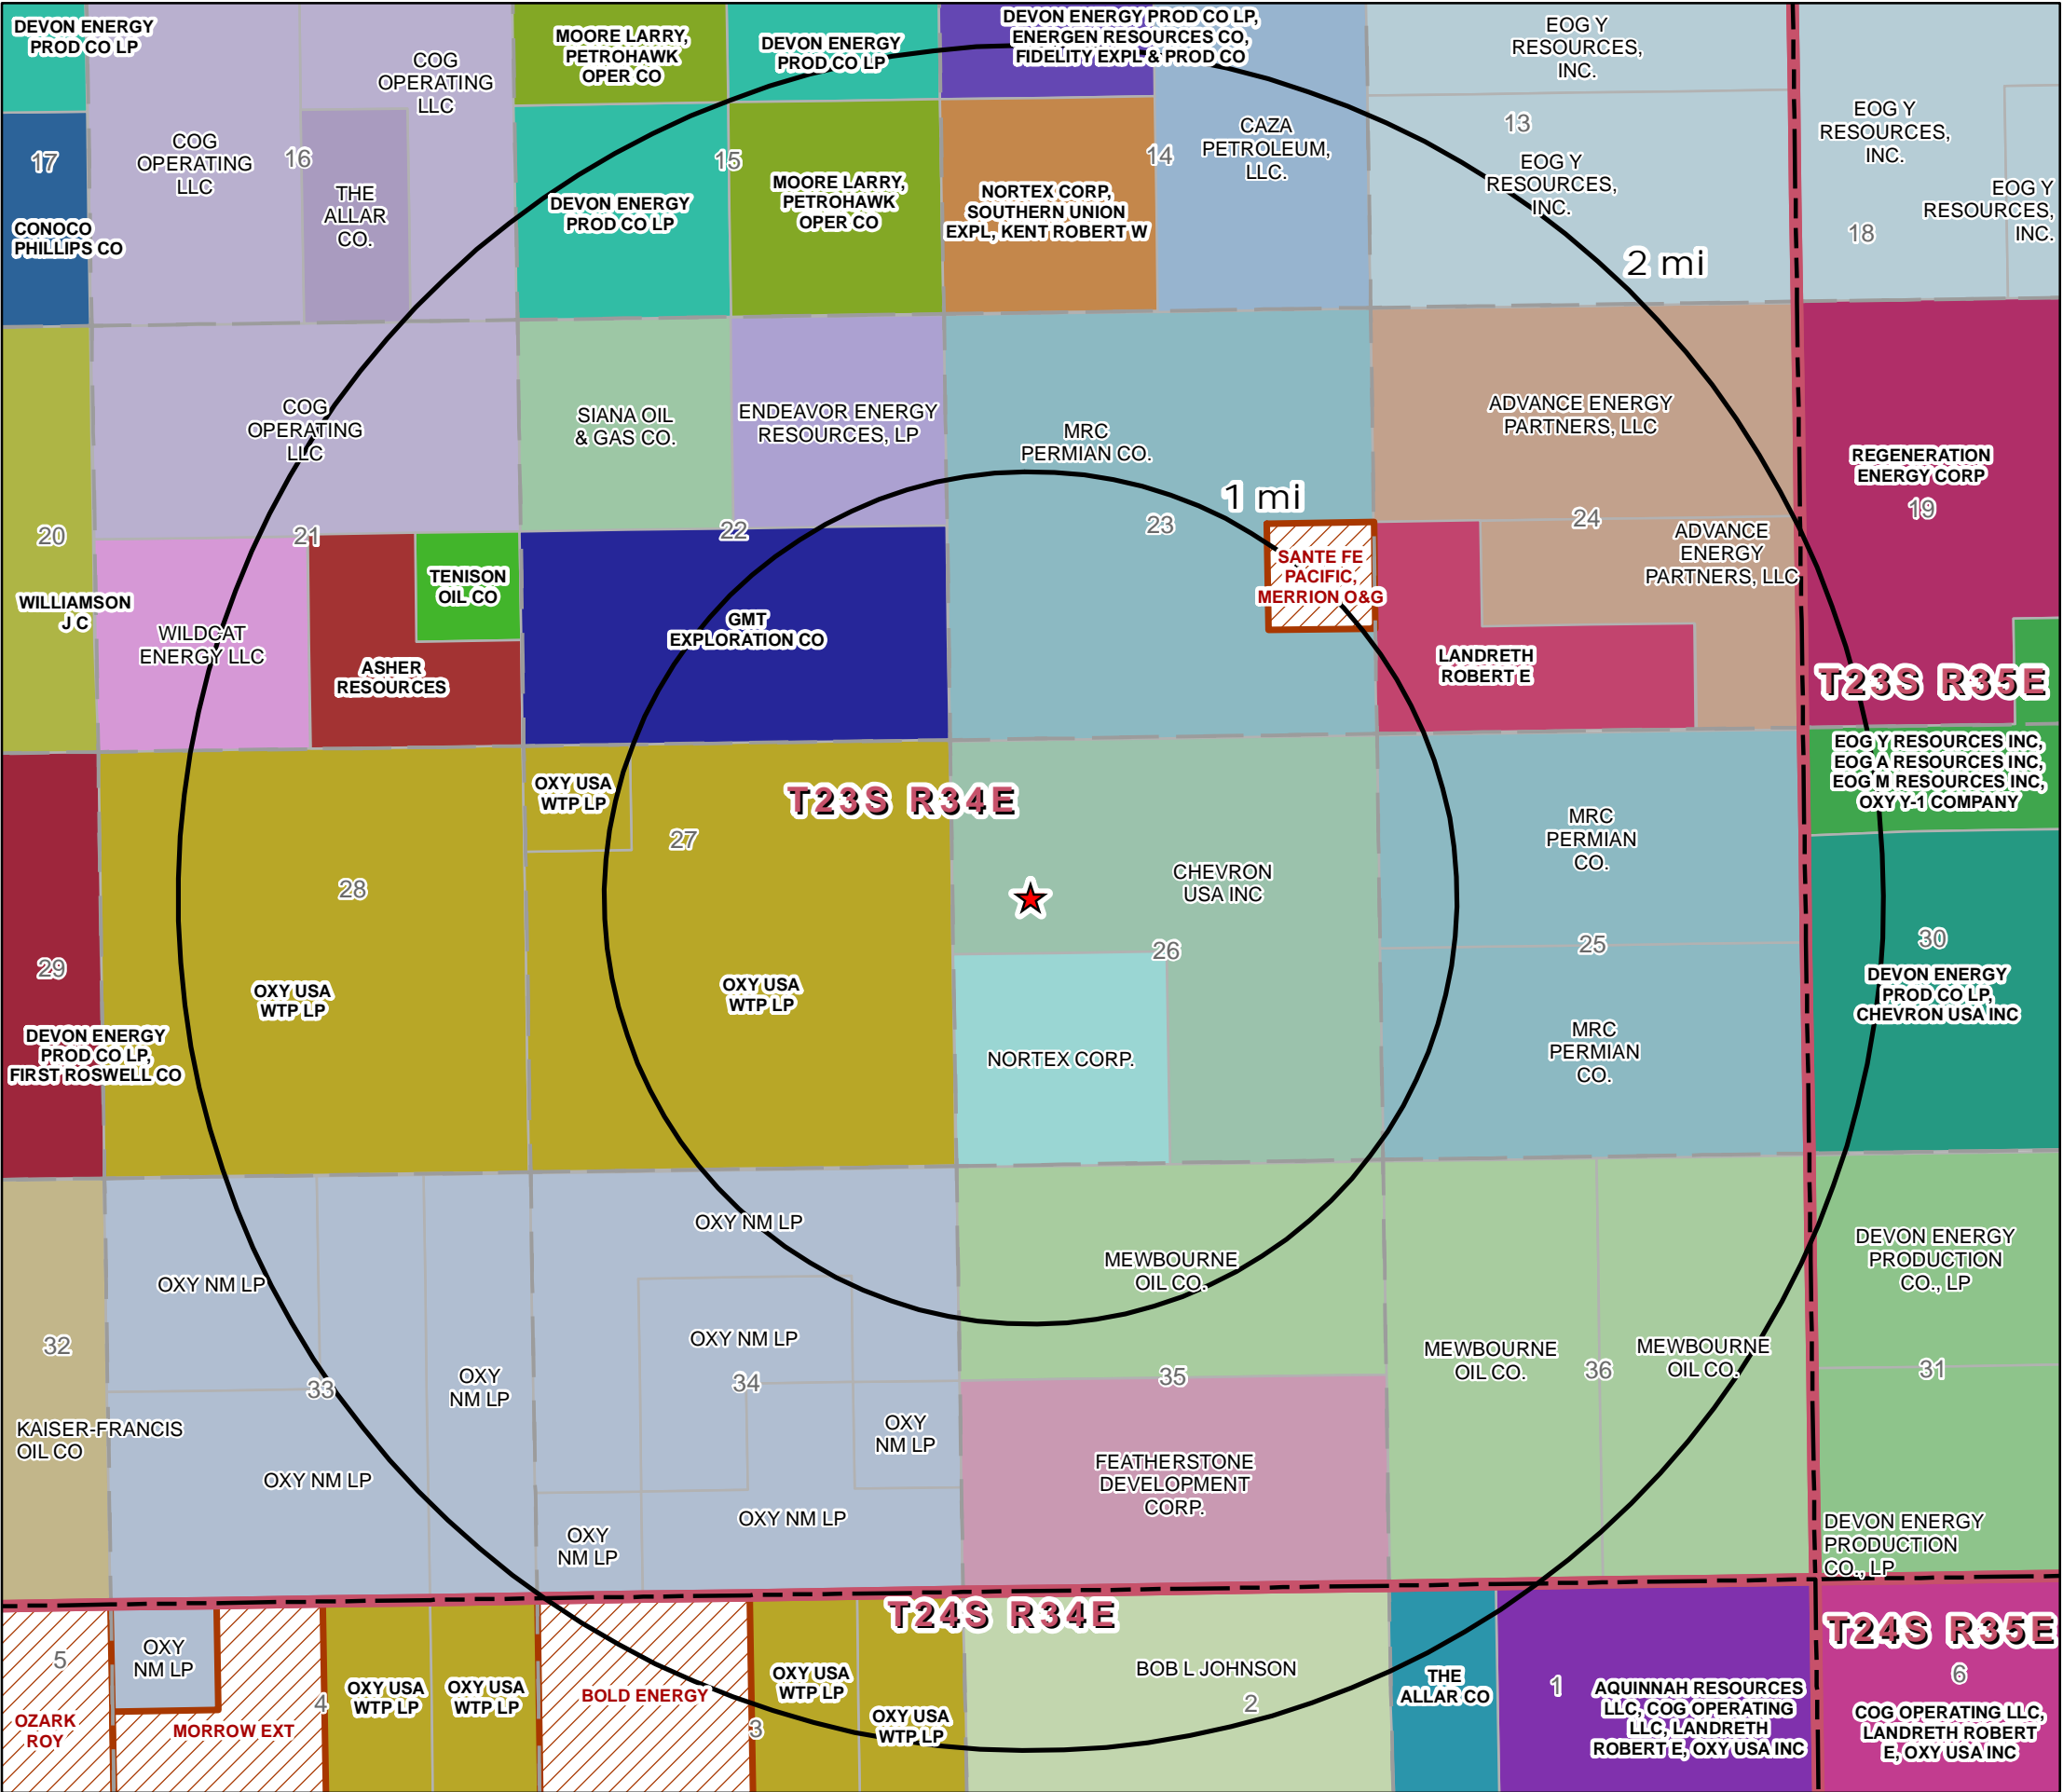 DEVON ENERGY
PROD CO LP
COG
OPERATING
LLC
MOORE LARRY,
PETROHAWK
OPER CO
DEVON ENERGY
PROD CO LP
DEVON ENERGY PROD CO LP,
ENERGEN RESOURCES CO,
FIDELITY EXPL & PROD CO
EOG Y
RESOURCES,
INC.
17
CONOCO
PHILLIPS CO
COG
OPERATING
LLC
16
THE
ALLAR
CO.
DEVON ENERGY
PROD CO LP
15
MOORE LARRY,
PETROHAWK
OPER CO
NORTEX CORP,
SOUTHERN UNION
EXPL, KENT ROBERT W
14
CAZA
PETROLEUM,
LLC.
13
EOG Y
RESOURCES,
INC.
EOG Y
RESOURCES,
INC.
EOG Y
RESOURCES,
INC.
18
2 mi
COG
OPERATING
LLC
SIANA OIL
& GAS CO.
ENDEAVOR ENERGY
RESOURCES, LP
MRC
PERMIAN CO.
1 mi
ADVANCE ENERGY
PARTNERS, LLC
REGENERATION
ENERGY CORP
19
20
21
22
23
24
WILLIAMSON
J C
WILDCAT
ENERGY LLC
TENISON
OIL CO
ASHER
RESOURCES
GMT
EXPLORATION CO
SANTE FE
PACIFIC,
MERRION O&G
ADVANCE
ENERGY
PARTNERS, LLC
LANDRETH
ROBERT E
T23S R35E
OXY USA
WTP LP
T23S R34E
27
28
CHEVRON
USA INC
MRC
PERMIAN
CO.
EOG Y RESOURCES INC,
EOG A RESOURCES INC,
EOG M RESOURCES INC,
OXY Y-1 COMPANY
29
26
25
30
DEVON ENERGY
PROD CO LP,
FIRST ROSWELL CO
OXY USA
WTP LP
OXY USA
WTP LP
NORTEX CORP.
MRC
PERMIAN
CO.
DEVON ENERGY
PROD CO LP,
CHEVRON USA INC
OXY NM LP
OXY NM LP
MEWBOURNE
OIL CO.
DEVON ENERGY
PRODUCTION
CO., LP
32
33
OXY
NM LP
OXY NM LP
34
35
MEWBOURNE
OIL CO.
36
MEWBOURNE
OIL CO.
31
KAISER-FRANCIS
OIL CO
OXY NM LP
OXY
NM LP
OXY NM LP
OXY
NM LP
FEATHERSTONE
DEVELOPMENT
CORP.
DEVON ENERGY
PRODUCTION
CO., LP
T24S R34E
T24S R35E
5
OZARK
ROY
OXY
NM LP
4
MORROW EXT
OXY USA
WTP LP
OXY USA
WTP LP
BOLD ENERGY
3
OXY USA
WTP LP
OXY USA
WTP LP
BOB L JOHNSON
2
THE
ALLAR CO
1
AQUINNAH RESOURCES
LLC, COG OPERATING
LLC, LANDRETH
ROBERT E, OXY USA INC
6
COG OPERATING LLC,
LANDRETH ROBERT
E, OXY USA INC